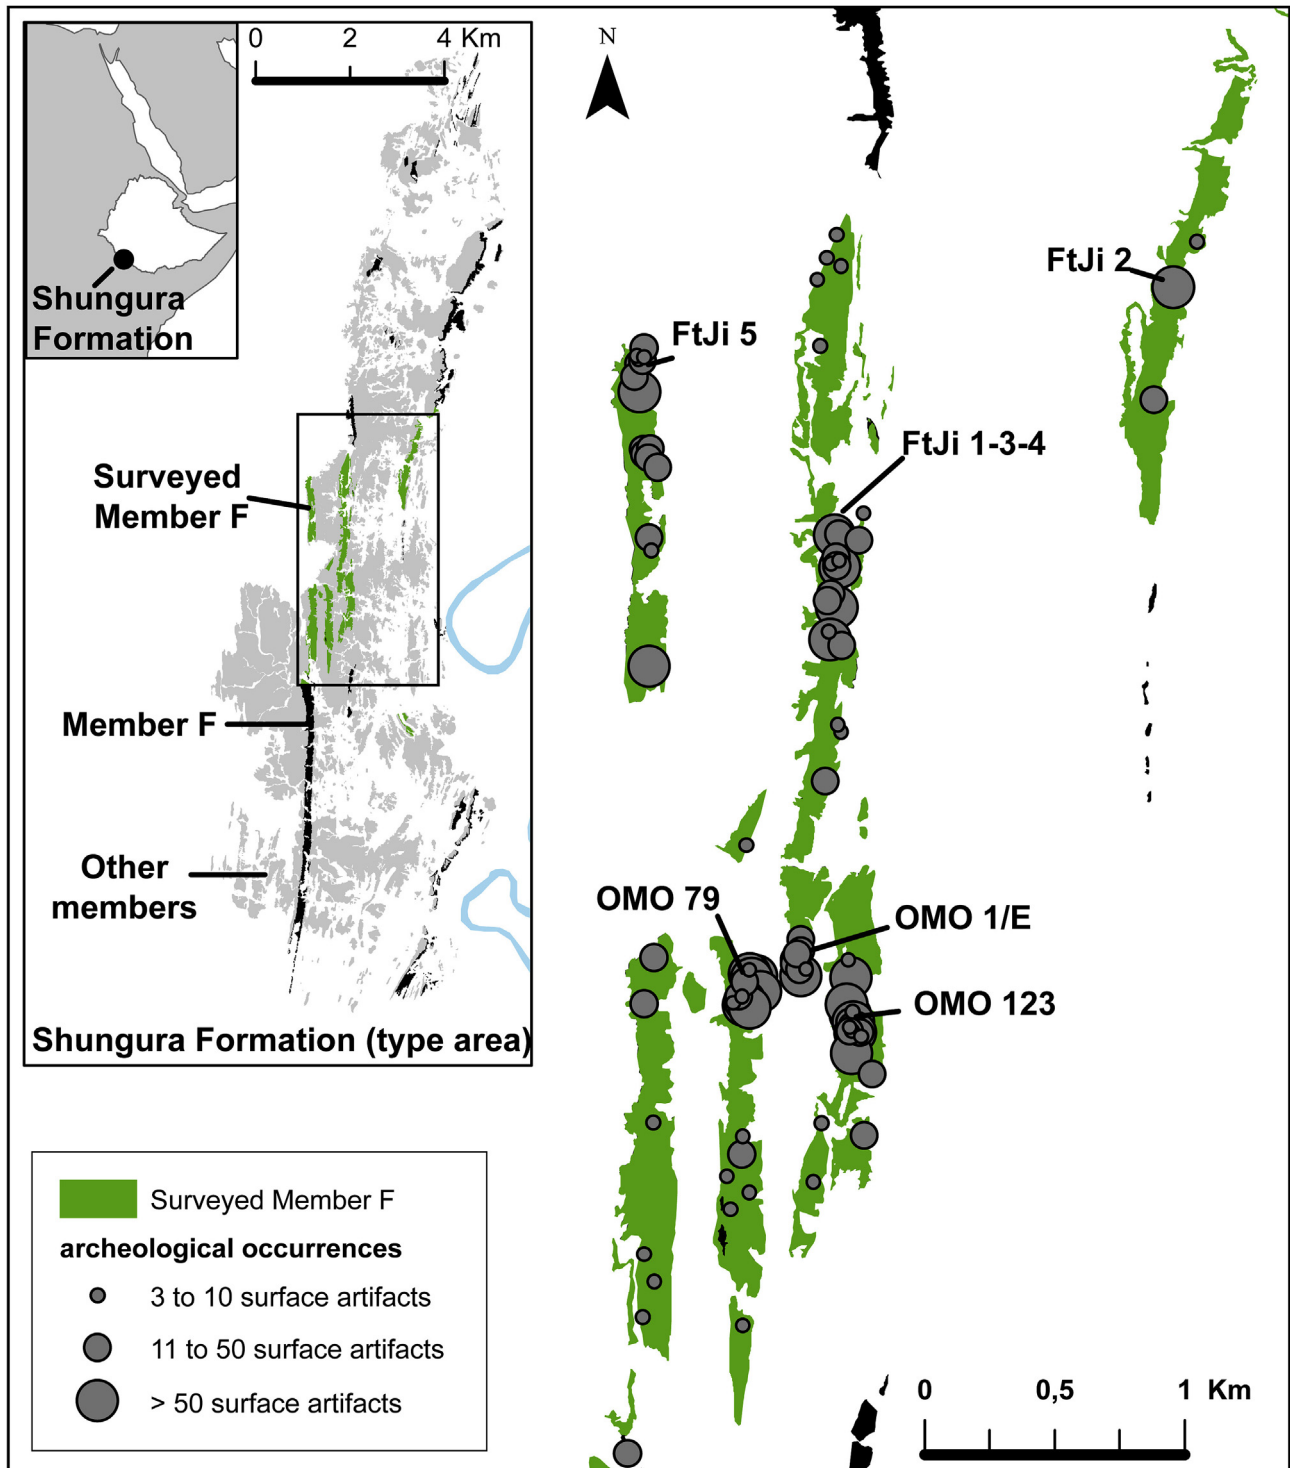 0 2 4 Km
Shungura
Formation
Surveyed
Member F
Member F
Other
members
Shungura Formation (type area)
Surveyed Member F
archeological occurrences
3 to 10 surface artifacts
11 to 50 surface artifacts
> 50 surface artifacts
N
FtJi 2
FtJi 5
FtJi 1-3-4
OMO 79
OMO 1/E
OMO 123
0 0,5 1 Km